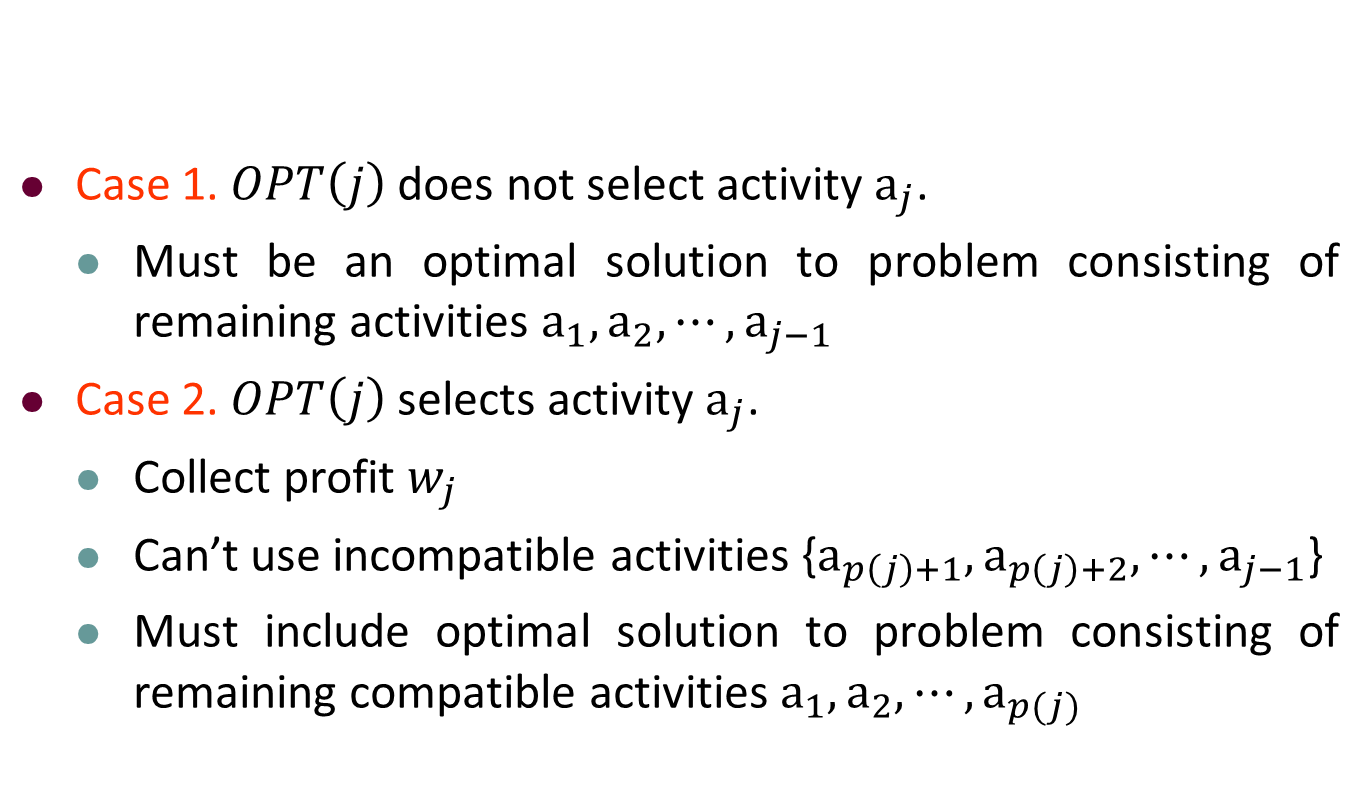 • Case 1. 𝑂𝑃𝑇(𝑗) does not select activity a_𝑗.
• Must be an optimal solution to problem consisting of
remaining activities a_1, a_2, ⋯ , a_{𝑗−1}
• Case 2. 𝑂𝑃𝑇(𝑗) selects activity a_𝑗.
• Collect profit 𝑤_𝑗
• Can’t use incompatible activities {a_{𝑝(𝑗)+1}, a_{𝑝(𝑗)+2}, ⋯ , a_{𝑗−1}}
• Must include optimal solution to problem consisting of
remaining compatible activities a_1, a_2, ⋯ , a_{𝑝(𝑗)}